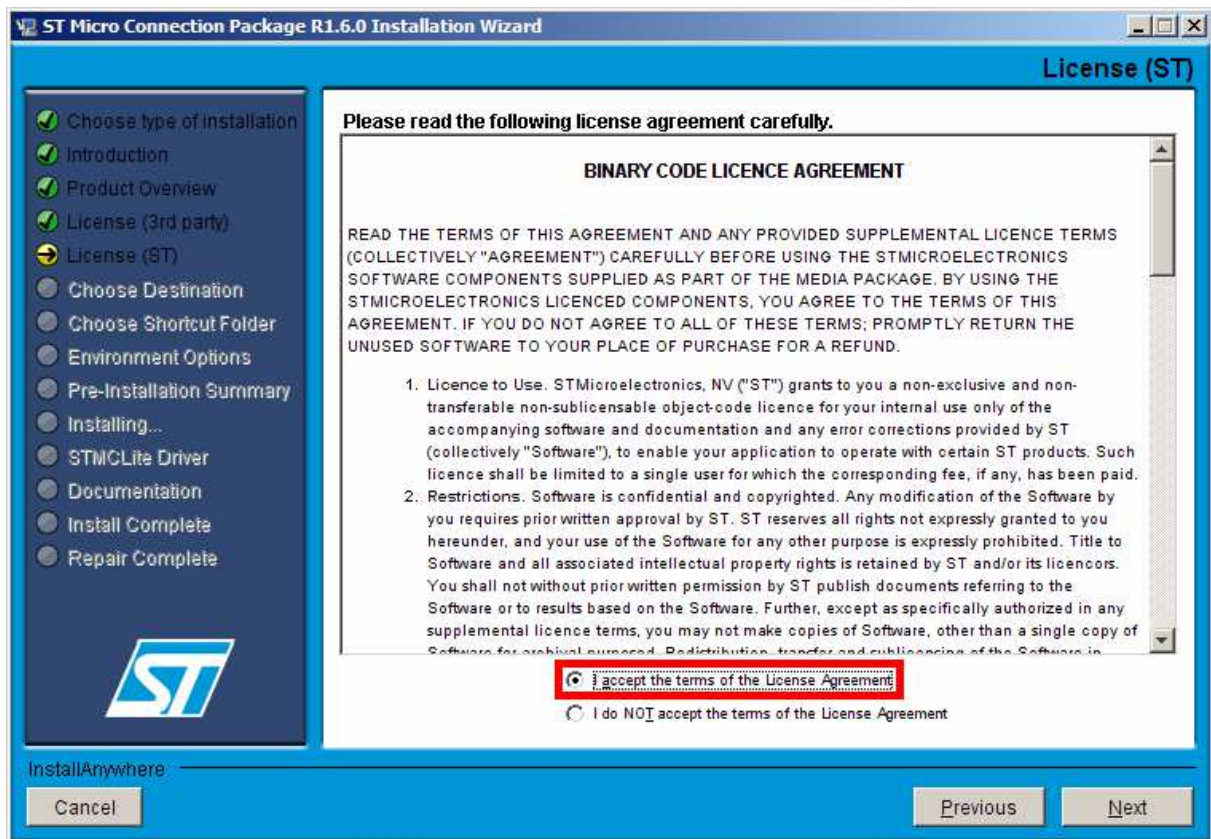 ST Micro Connection Package R1.6.0 Installation Wizard
License (ST)
Choose type of installation
Introduction
Product Overview
License (3rd party)
License (ST)
Choose Destination
Choose Shortcut Folder
Environment Options
Pre-Installation Summary
Installing...
STMCLite Driver
Documentation
Install Complete
Repair Complete
ST
Please read the following license agreement carefully.
BINARY CODE LICENCE AGREEMENT
READ THE TERMS OF THIS AGREEMENT AND ANY PROVIDED SUPPLEMENTAL LICENCE TERMS
(COLLECTIVELY "AGREEMENT") CAREFULLY BEFORE USING THE STMICROELECTRONICS
SOFTWARE COMPONENTS SUPPLIED AS PART OF THE MEDIA PACKAGE. BY USING THE
STMICROELECTRONICS LICENCED COMPONENTS, YOU AGREE TO THE TERMS OF THIS
AGREEMENT. IF YOU DO NOT AGREE TO ALL OF THESE TERMS; PROMPTLY RETURN THE
UNUSED SOFTWARE TO YOUR PLACE OF PURCHASE FOR A REFUND.
1. Licence to Use. STMicroelectronics, NV ("ST") grants to you a non-exclusive and non-
transferable non-sublicensable object-code licence for your internal use only of the
accompanying software and documentation and any error corrections provided by ST
(collectively "Software"), to enable your application to operate with certain ST products. Such
licence shall be limited to a single user for which the corresponding fee, if any, has been paid.
2. Restrictions. Software is confidential and copyrighted. Any modification of the Software by
you requires prior written approval by ST. ST reserves all rights not expressly granted to you
hereunder, and your use of the Software for any other purpose is expressly prohibited. Title to
Software and all associated intellectual property rights is retained by ST and/or its licencors.
You shall not without prior written permission by ST publish documents referring to the
Software or to results based on the Software. Further, except as specifically authorized in any
supplemental licence terms, you may not make copies of Software, other than a single copy of
Software for archival purposed. Redistribution, transfer and sublicencing of the Software in
I accept the terms of the License Agreement
I do NOT accept the terms of the License Agreement
InstallAnywhere
Cancel
Previous
Next